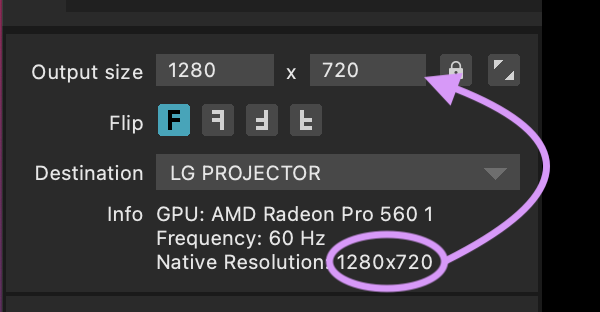 Output size 1280 x 720
Flip F
Destination LG PROJECTOR
Info GPU: AMD Radeon Pro 560 1
Frequency: 60 Hz
Native Resolution: 1280x720